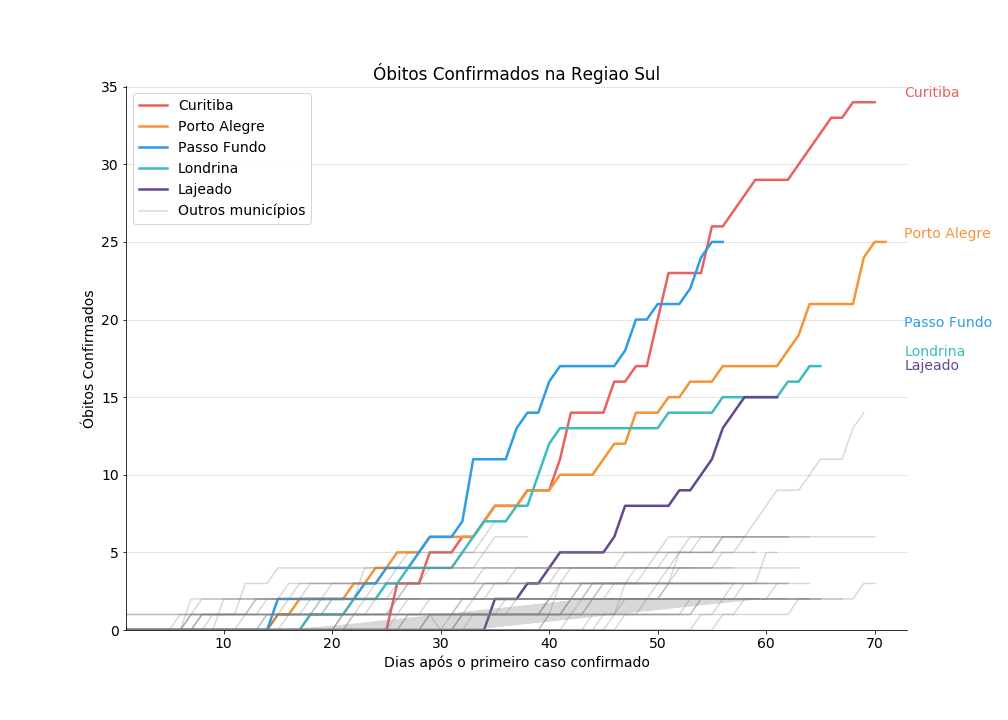 Óbitos Confirmados na Regiao Sul
Curitiba
Porto Alegre
Passo Fundo
Londrina
Lajeado
Outros municípios
35
30
25
20
15
10
5
0
Óbitos Confirmados
10 20 30 40 50 60 70
Dias após o primeiro caso confirmado
Curitiba
Porto Alegre
Passo Fundo
Londrina
Lajeado